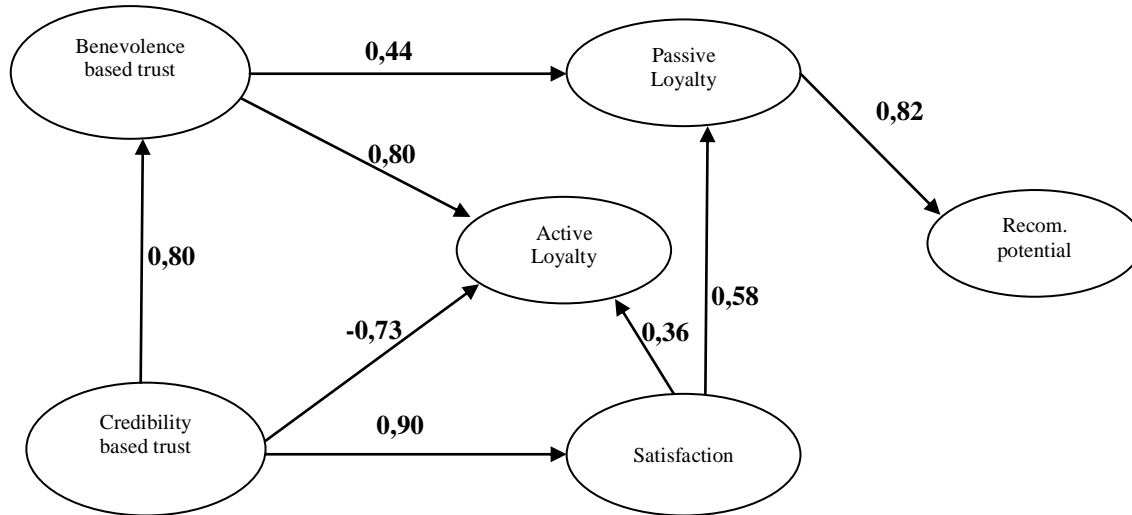 Benevolence
based trust
0,44
Passive
Loyalty
0,82
0,80
Active
Loyalty
Recom.
potential
0,80
0,58
-0,73
0,36
Credibility
based trust
0,90
Satisfaction